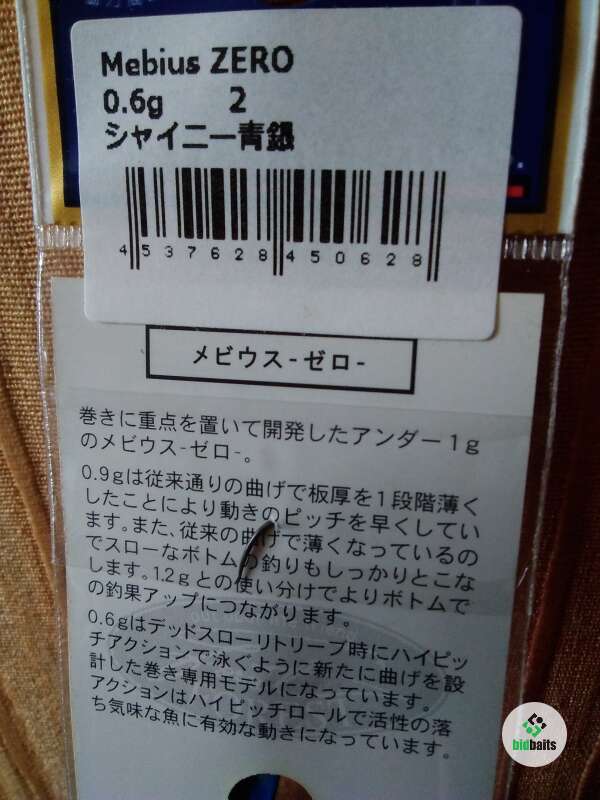 Mebius ZERO
0.6g 2
シャイニー青銀
4 537628 450628
メビウス-ゼロ-
巻きに重点を置いて開発したアンダー1g
のメビウス-ゼロ-。
0.9gは従来通りの曲げで板厚を1段階薄く
したことにより動きのピッチを早くしてい
ます。また、従来の曲げで薄くなっているの
でスローなボトムの釣りもしっかりとこな
します。1.2gとの使い分けでよりボトムで
の釣果アップにつながります。
0.6gはデッドスローリトリーブ時にハイピッ
チアクションで泳ぐように新たに曲げを設
計した巻き専用モデルになっています。
アクションはハイピッチロールで活性の落
ち気味な魚に有効な動きになっています。
bidbaits